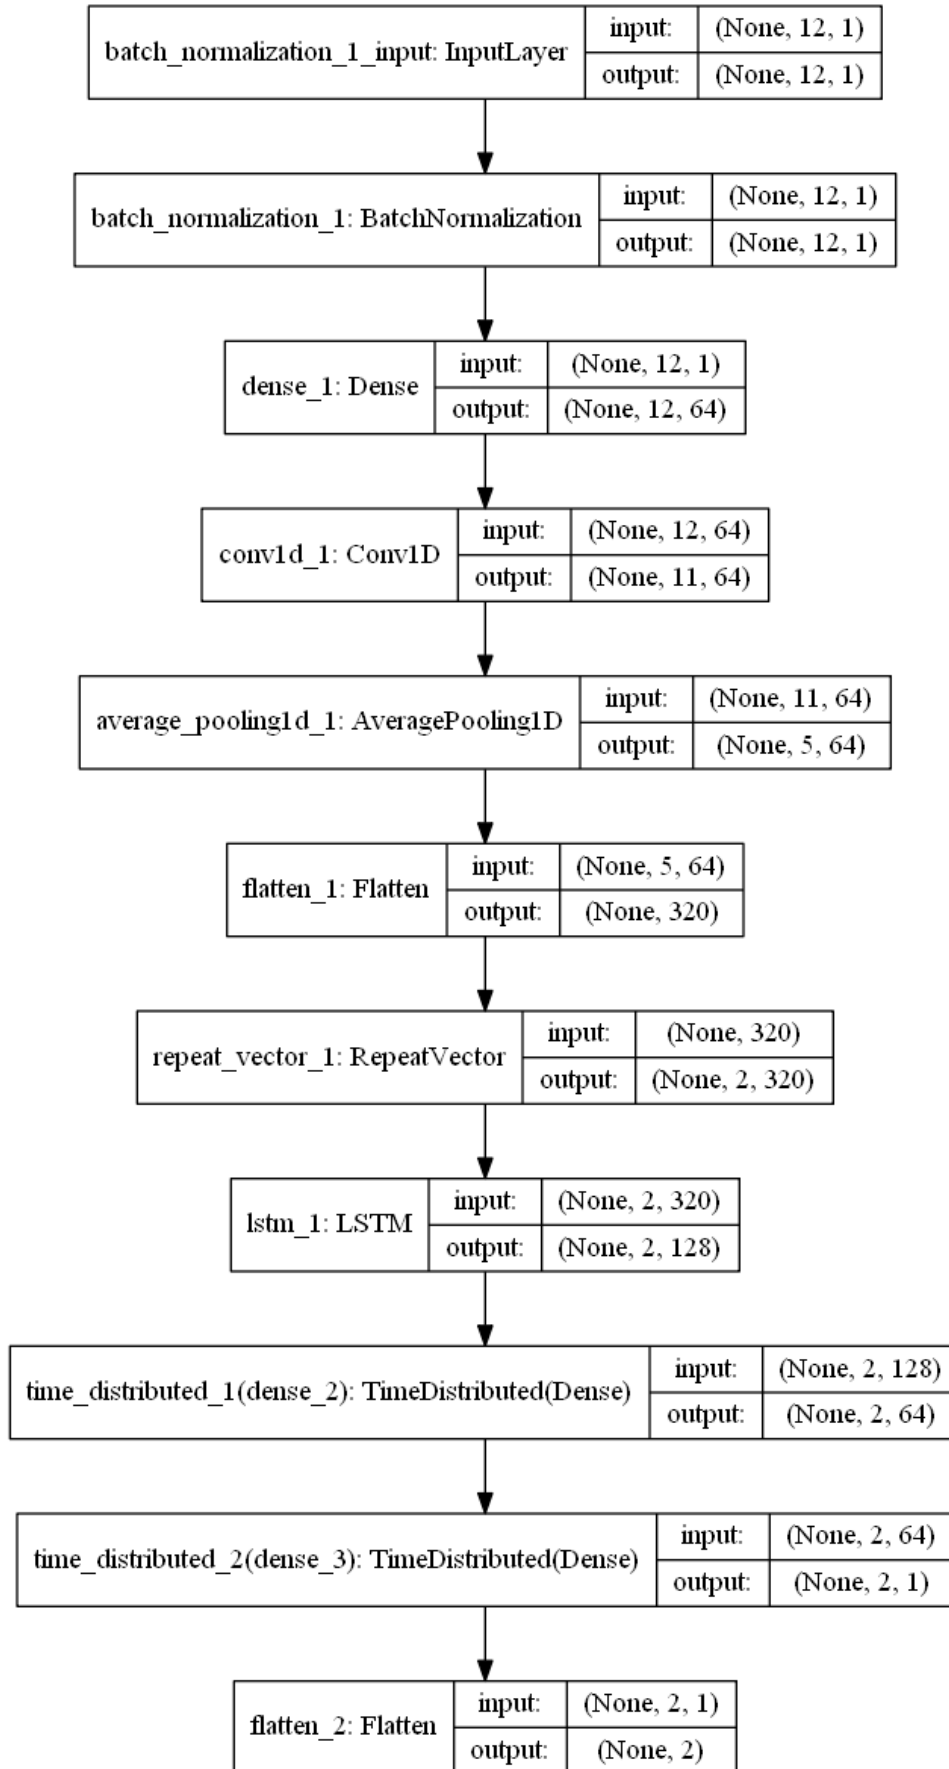 batch_normalization_1_input: InputLayer
input: (None, 12, 1)
output: (None, 12, 1)
batch_normalization_1: BatchNormalization
input: (None, 12, 1)
output: (None, 12, 1)
dense_1: Dense
input: (None, 12, 1)
output: (None, 12, 64)
conv1d_1: Conv1D
input: (None, 12, 64)
output: (None, 11, 64)
average_pooling1d_1: AveragePooling1D
input: (None, 11, 64)
output: (None, 5, 64)
flatten_1: Flatten
input: (None, 5, 64)
output: (None, 320)
repeat_vector_1: RepeatVector
input: (None, 320)
output: (None, 2, 320)
lstm_1: LSTM
input: (None, 2, 320)
output: (None, 2, 128)
time_distributed_1(dense_2): TimeDistributed(Dense)
input: (None, 2, 128)
output: (None, 2, 64)
time_distributed_2(dense_3): TimeDistributed(Dense)
input: (None, 2, 64)
output: (None, 2, 1)
flatten_2: Flatten
input: (None, 2, 1)
output: (None, 2)